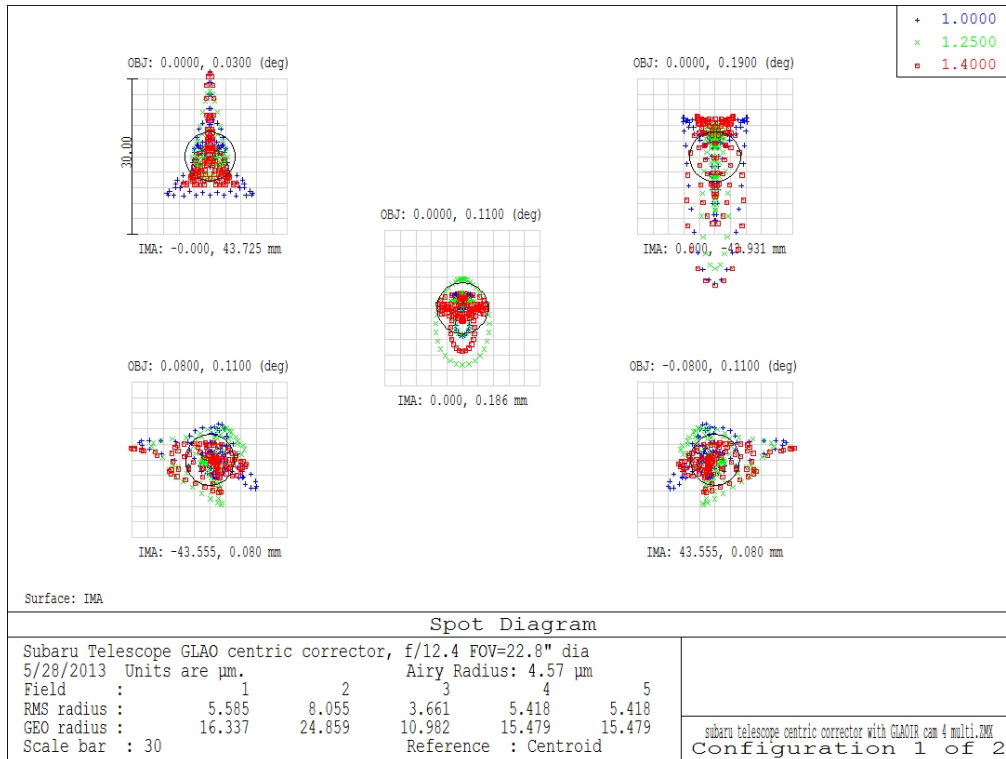 + 1.0000
× 1.2500
1.4000
OBJ: 0.0000, 0.0300 (deg)
OBJ: 0.0000, 0.1900 (deg)
30.00
IMA: -0.000, 43.725 mm
OBJ: 0.0000, 0.1100 (deg)
IMA: 0.000, -43.931 mm
OBJ: 0.0800, 0.1100 (deg)
OBJ: -0.0800, 0.1100 (deg)
IMA: 0.000, 0.186 mm
IMA: -43.555, 0.080 mm
IMA: 43.555, 0.080 mm
Surface: IMA
Spot Diagram
Subaru Telescope GLAO centric corrector, f/12.4 FOV=22.8" dia
5/28/2013 Units are µm. Airy Radius: 4.57 µm
Field : 1 2 3 4 5
RMS radius : 5.585 8.055 3.661 5.418 5.418
GEO radius : 16.337 24.859 10.982 15.479 15.479
Scale bar : 30 Reference : Centroid
subaru telescope centric corrector with GLAOIR cam 4 multi.ZMX
Configuration 1 of 2